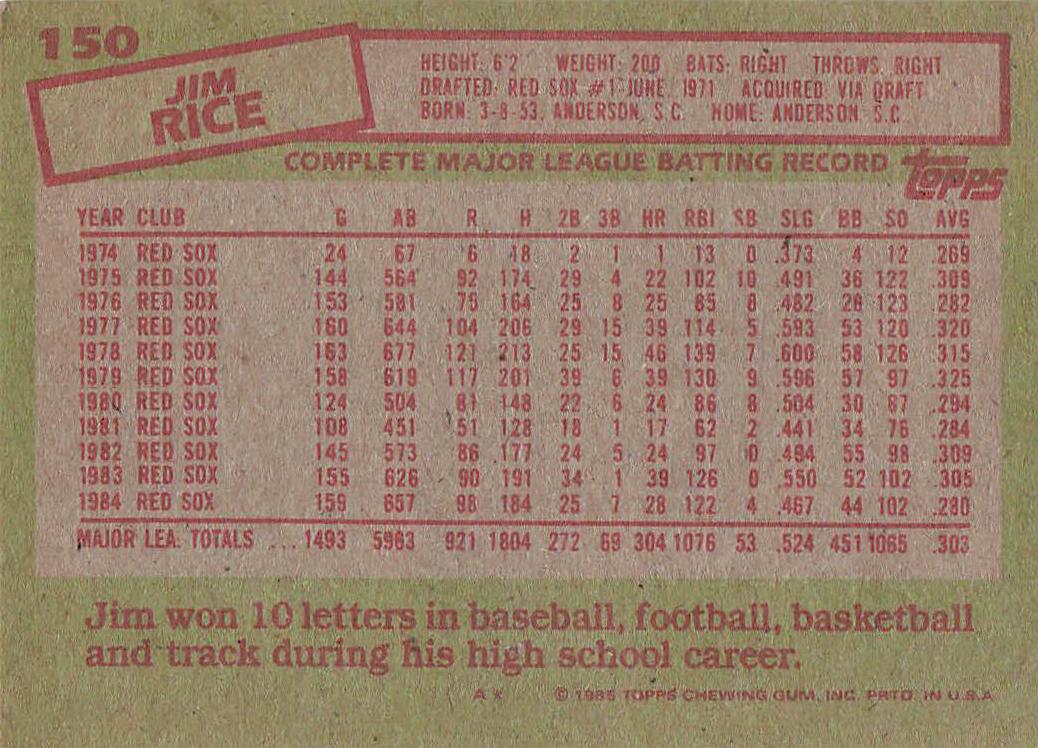 150
JIM
RICE
HEIGHT: 6'2" WEIGHT: 200 BATS: RIGHT THROWS: RIGHT
DRAFTED: RED SOX #1-JUNE, 1971 ACQUIRED: VIA DRAFT
BORN: 3-8-53, ANDERSON, S.C. HOME: ANDERSON, S.C.
COMPLETE MAJOR LEAGUE BATTING RECORD
Topps
YEAR CLUB G AB R H 2B 3B HR RBI SB SLG BB SO AVG
1974 RED SOX 24 67 6 18 2 1 1 13 0 .373 4 12 .269
1975 RED SOX 144 564 92 174 29 4 22 102 10 .491 36 122 .309
1976 RED SOX 153 581 75 164 25 8 25 85 8 .482 28 123 .282
1977 RED SOX 160 644 104 206 29 15 39 114 5 .593 53 120 .320
1978 RED SOX 163 677 121 213 25 15 46 139 7 .600 58 126 .315
1979 RED SOX 158 619 117 201 39 6 39 130 9 .596 57 97 .325
1980 RED SOX 124 504 81 148 22 6 24 86 8 .504 30 87 .294
1981 RED SOX 108 451 51 128 18 1 17 62 2 .441 34 76 .284
1982 RED SOX 145 573 86 177 24 5 24 97 0 .494 55 98 .309
1983 RED SOX 155 626 90 191 34 1 39 126 0 .550 52 102 .305
1984 RED SOX 159 657 98 184 25 7 28 122 4 .467 44 102 .280
MAJOR LEA. TOTALS ... 1493 5963 921 1804 272 69 304 1076 53 .524 451 1065 .303
Jim won 10 letters in baseball, football, basketball
and track during his high school career.
A* © 1985 TOPPS CHEWING GUM, INC. PRTD. IN U.S.A.